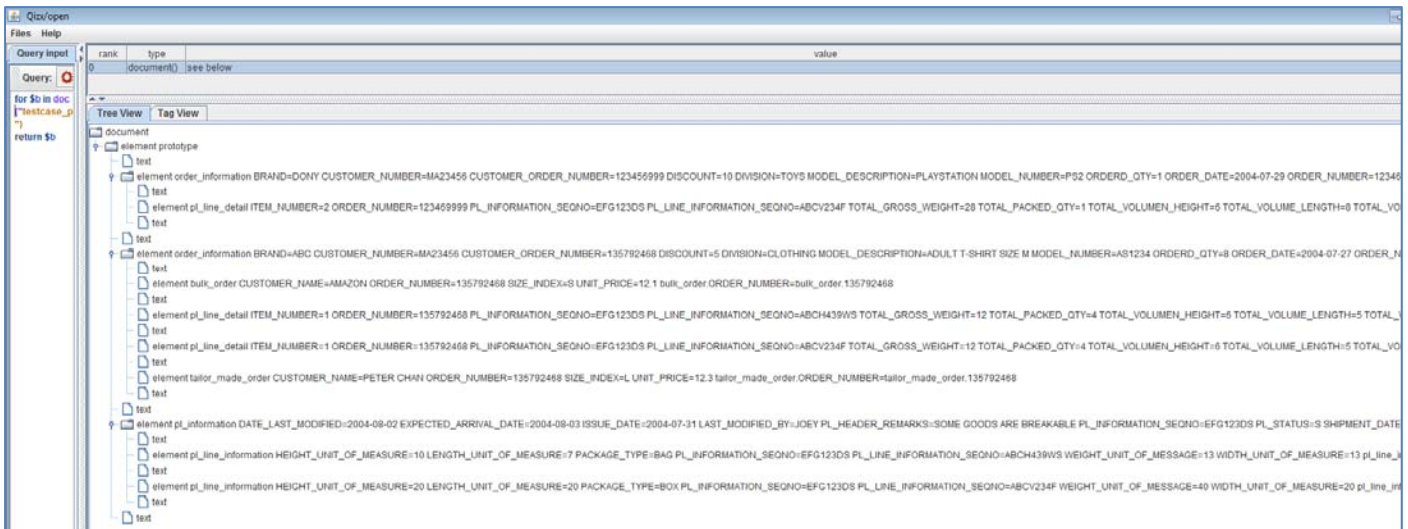 Qizx/open
Files Help
Query input
Query:
for $b in doc
("testcase_p
")
return $b
rank type value
0 document() see below
Tree View Tag View
document
element prototype
text
element order_information BRAND=DONY CUSTOMER_NUMBER=MA23456 CUSTOMER_ORDER_NUMBER=123456999 DISCOUNT=10 DIVISION=TOYS MODEL_DESCRIPTION=PLAYSTATION MODEL_NUMBER=PS2 ORDERD_QTY=1 ORDER_DATE=2004-07-29 ORDER_NUMBER=12346
text
element pl_line_detail ITEM_NUMBER=2 ORDER_NUMBER=123469999 PL_INFORMATION_SEQNO=EFG123DS PL_LINE_INFORMATION_SEQNO=ABCV234F TOTAL_GROSS_WEIGHT=28 TOTAL_PACKED_QTY=1 TOTAL_VOLUMEN_HEIGHT=6 TOTAL_VOLUME_LENGTH=8 TOTAL_VO
text
text
element order_information BRAND=ABC CUSTOMER_NUMBER=MA23456 CUSTOMER_ORDER_NUMBER=135792468 DISCOUNT=5 DIVISION=CLOTHING MODEL_DESCRIPTION=ADULT T-SHIRT SIZE M MODEL_NUMBER=AS1234 ORDERD_QTY=8 ORDER_DATE=2004-07-27 ORDER_N
text
element bulk_order CUSTOMER_NAME=AMAZON ORDER_NUMBER=135792468 SIZE_INDEX=S UNIT_PRICE=12.1 bulk_order.ORDER_NUMBER=bulk_order.135792468
text
element pl_line_detail ITEM_NUMBER=1 ORDER_NUMBER=135792468 PL_INFORMATION_SEQNO=EFG123DS PL_LINE_INFORMATION_SEQNO=ABCH439WS TOTAL_GROSS_WEIGHT=12 TOTAL_PACKED_QTY=4 TOTAL_VOLUMEN_HEIGHT=6 TOTAL_VOLUME_LENGTH=5 TOTAL_
text
element pl_line_detail ITEM_NUMBER=1 ORDER_NUMBER=135792468 PL_INFORMATION_SEQNO=EFG123DS PL_LINE_INFORMATION_SEQNO=ABCV234F TOTAL_GROSS_WEIGHT=12 TOTAL_PACKED_QTY=4 TOTAL_VOLUMEN_HEIGHT=6 TOTAL_VOLUME_LENGTH=5 TOTAL_VO
text
element tailor_made_order CUSTOMER_NAME=PETER CHAN ORDER_NUMBER=135792468 SIZE_INDEX=L UNIT_PRICE=12.3 tailor_made_order.ORDER_NUMBER=tailor_made_order.135792468
text
text
element pl_information DATE_LAST_MODIFIED=2004-08-02 EXPECTED_ARRIVAL_DATE=2004-08-03 ISSUE_DATE=2004-07-31 LAST_MODIFIED_BY=JOEY PL_HEADER_REMARKS=SOME GOODS ARE BREAKABLE PL_INFORMATION_SEQNO=EFG123DS PL_STATUS=S SHIPMENT_DATE
text
element pl_line_information HEIGHT_UNIT_OF_MEASURE=10 LENGTH_UNIT_OF_MEASURE=7 PACKAGE_TYPE=BAG PL_INFORMATION_SEQNO=EFG123DS PL_LINE_INFORMATION_SEQNO=ABCH439WS WEIGHT_UNIT_OF_MESSAGE=13 WIDTH_UNIT_OF_MEASURE=13 pl_line_i
text
element pl_line_information HEIGHT_UNIT_OF_MEASURE=20 LENGTH_UNIT_OF_MEASURE=20 PACKAGE_TYPE=BOX PL_INFORMATION_SEQNO=EFG123DS PL_LINE_INFORMATION_SEQNO=ABCV234F WEIGHT_UNIT_OF_MESSAGE=40 WIDTH_UNIT_OF_MEASURE=20 pl_line_inf
text
text